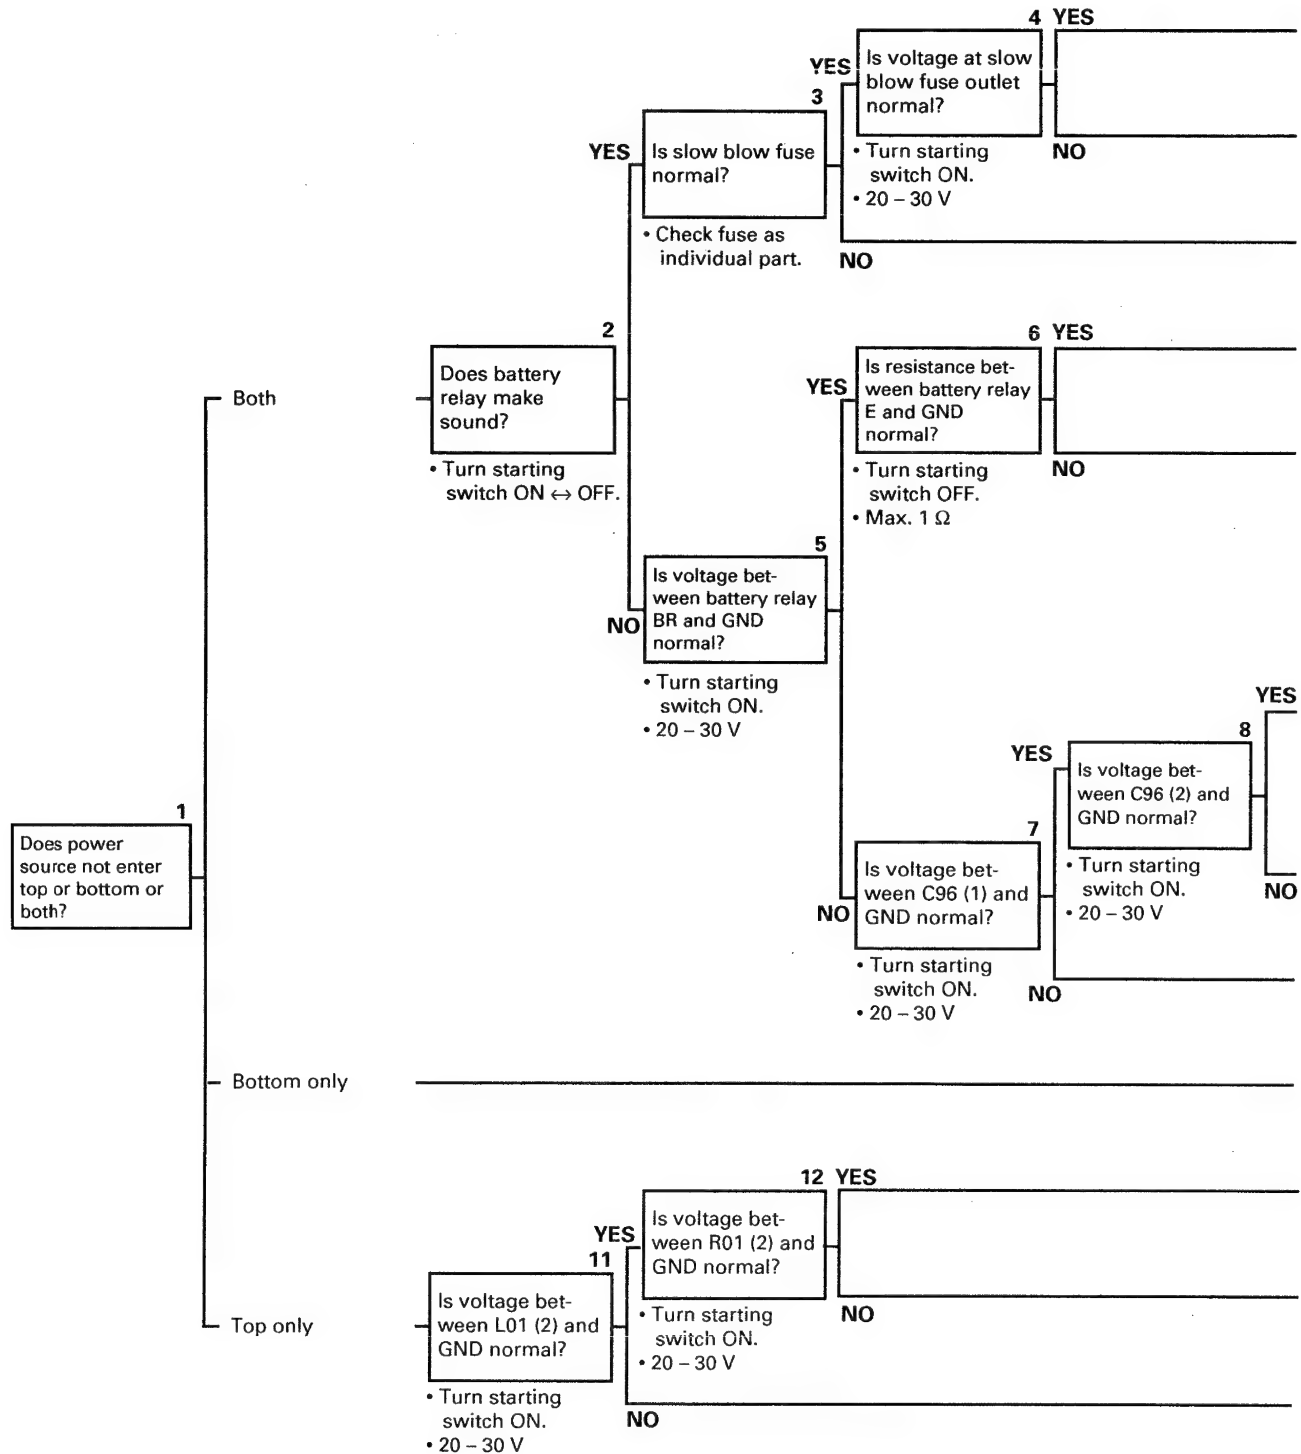 4 YES
YES
Is voltage at slow
blow fuse outlet
normal?
• Turn starting
switch ON.
• 20 – 30 V
NO
3
YES
Is slow blow fuse
normal?
• Check fuse as
individual part.
NO
2
Both
Does battery
relay make
sound?
• Turn starting
switch ON ↔ OFF.
6 YES
YES
Is resistance bet-
ween battery relay
E and GND
normal?
• Turn starting
switch OFF.
• Max. 1 Ω
NO
5
Is voltage bet-
ween battery relay
BR and GND
normal?
NO
• Turn starting
switch ON.
• 20 – 30 V
YES
8
YES
Is voltage bet-
ween C96 (2) and
GND normal?
• Turn starting
switch ON.
• 20 – 30 V
NO
7
Is voltage bet-
ween C96 (1) and
GND normal?
NO
• Turn starting
switch ON.
• 20 – 30 V
NO
1
Does power
source not enter
top or bottom or
both?
Bottom only
12 YES
YES
Is voltage bet-
ween R01 (2) and
GND normal?
• Turn starting
switch ON.
• 20 – 30 V
NO
11
Top only
Is voltage bet-
ween L01 (2) and
GND normal?
• Turn starting
switch ON.
• 20 – 30 V
NO